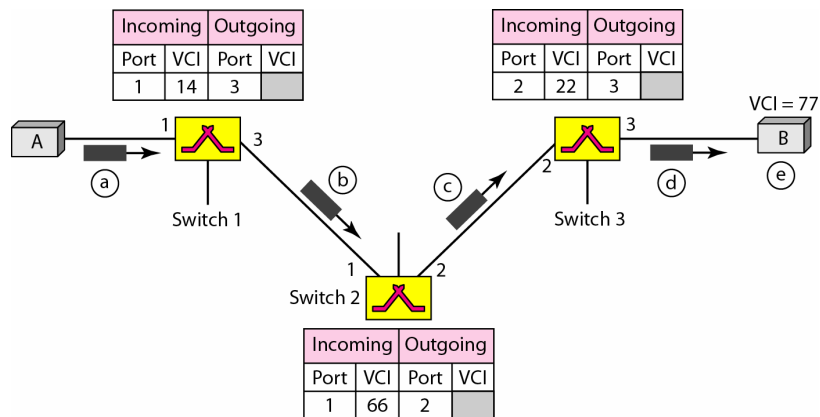 Incoming Outgoing
Port VCI Port VCI
1 14 3
Incoming Outgoing
Port VCI Port VCI
2 22 3
VCI = 77
A
1
3
a
Switch 1
b
c
2
3
Switch 3
d
B
e
1
2
Switch 2
Incoming Outgoing
Port VCI Port VCI
1 66 2